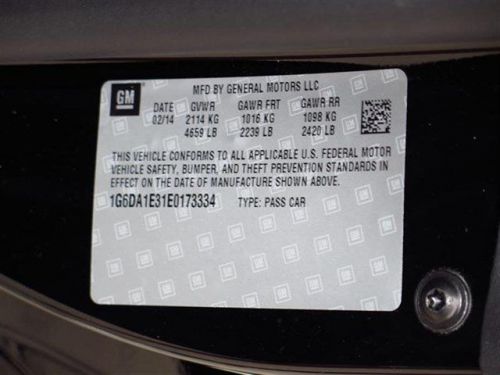 MFD BY GENERAL MOTORS LLC
GM
DATE GVWR GAWR FRT GAWR RR
02/14 2114 KG 1016 KG 1098 KG
4659 LB 2239 LB 2420 LB
THIS VEHICLE CONFORMS TO ALL APPLICABLE U.S. FEDERAL MOTOR
VEHICLE SAFETY, BUMPER, AND THEFT PREVENTION STANDARDS IN
EFFECT ON THE DATE OF MANUFACTURE SHOWN ABOVE.
1G6DA1E31E0173334 TYPE: PASS CAR